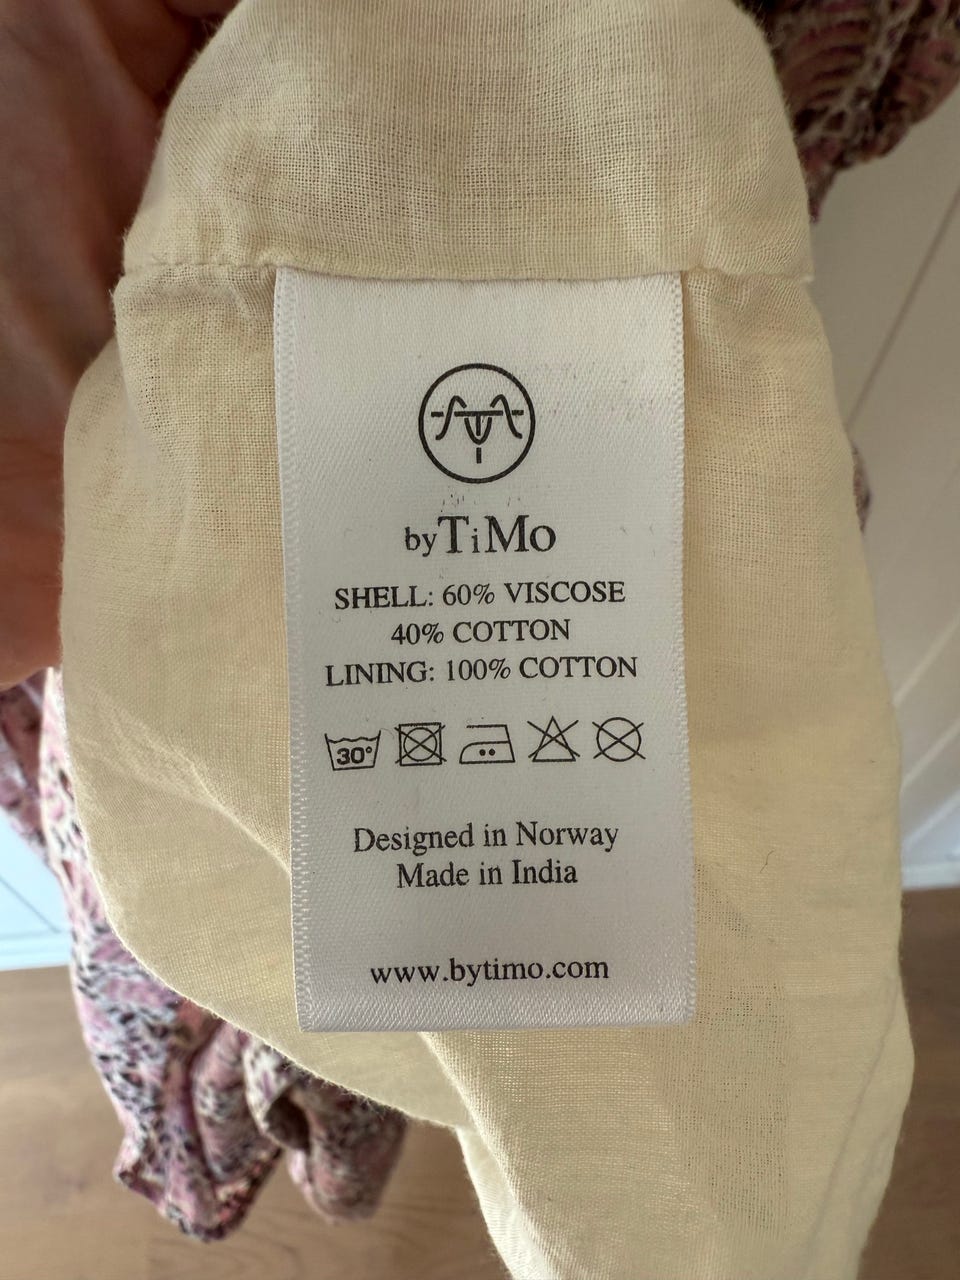 byTiMo
SHELL: 60% VISCOSE
40% COTTON
LINING: 100% COTTON
30°
Designed in Norway
Made in India
www.bytimo.com